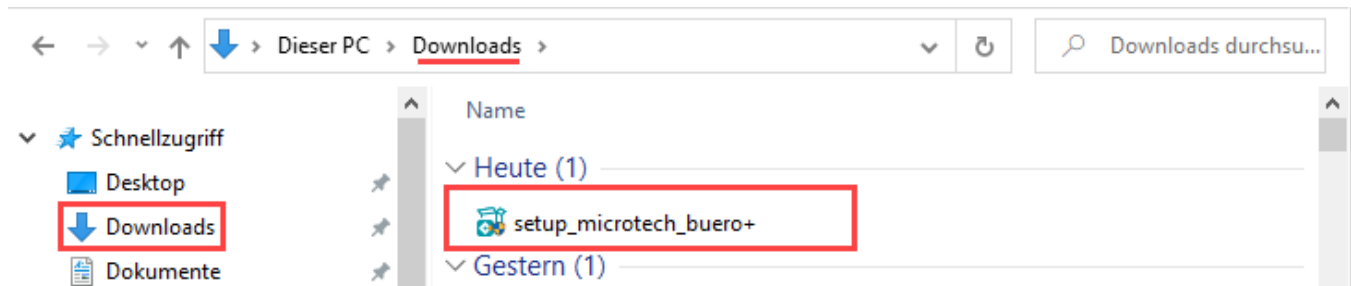 Dieser PC > Downloads >
Downloads durchsu...
Name
Schnellzugriff
Heute (1)
Desktop
Downloads
setup_microtech_buero+
Gestern (1)
Dokumente